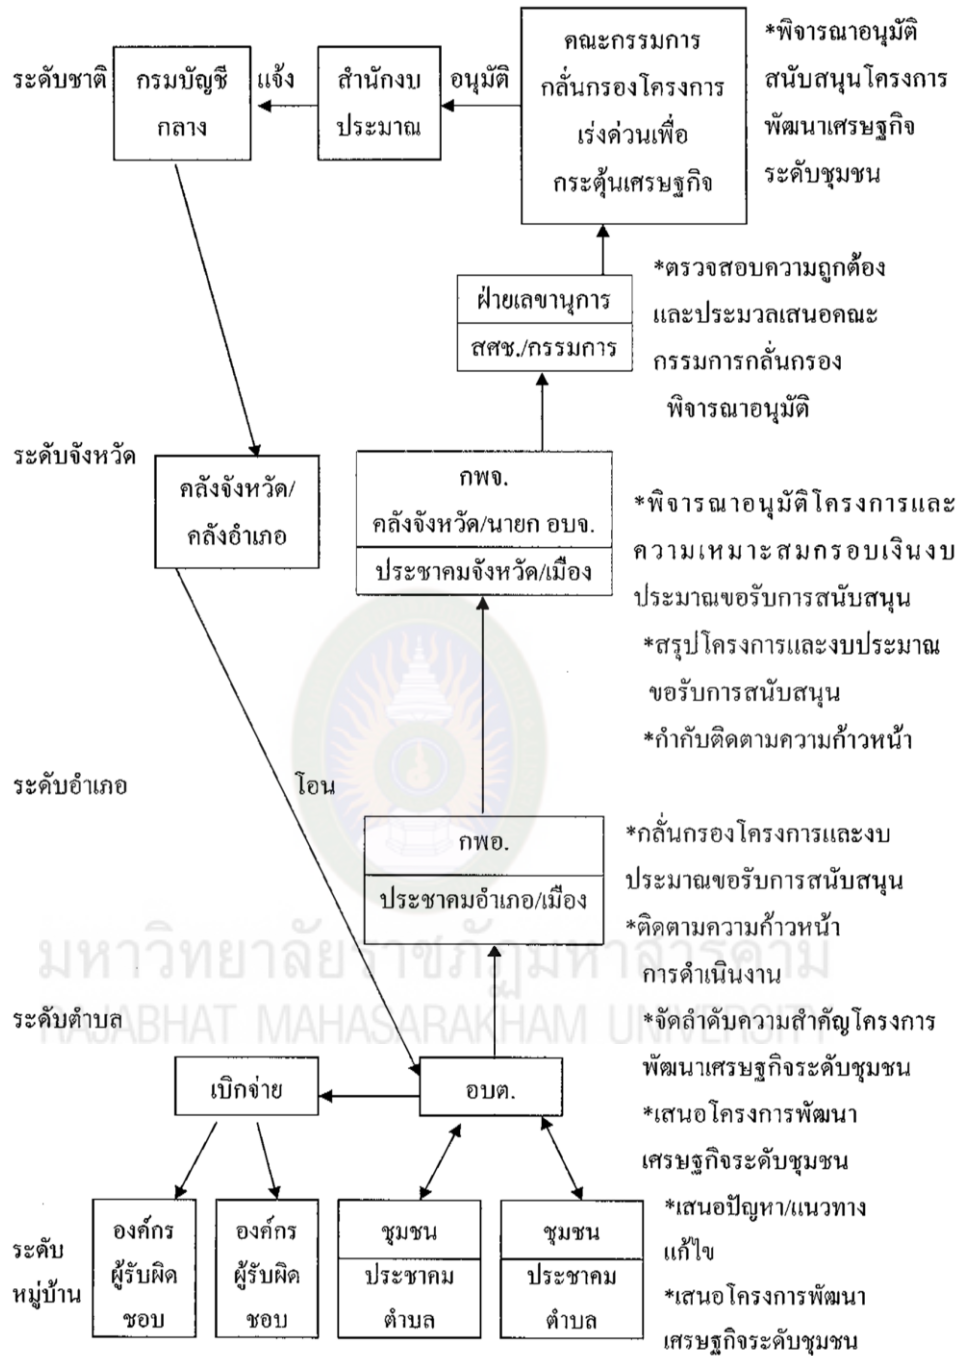 ระดับชาติ
กรมบัญชี
กลาง
แจ้ง
สำนักงบ
ประมาณ
อนุมัติ
คณะกรรมการ
กลั่นกรองโครงการ
เร่งด่วนเพื่อ
กระตุ้นเศรษฐกิจ
*พิจารณาอนุมัติ
สนับสนุนโครงการ
พัฒนาเศรษฐกิจ
ระดับชุมชน
ฝ่ายเลขานุการ
สศช./กรรมการ
*ตรวจสอบความถูกต้อง
และประมวลเสนอคณะ
กรรมการกลั่นกรอง
พิจารณาอนุมัติ
ระดับจังหวัด
คลังจังหวัด/
คลังอำเภอ
กพจ.
คลังจังหวัด/นายก อบจ.
ประชาคมจังหวัด/เมือง
*พิจารณาอนุมัติโครงการและ
ความเหมาะสมกรอบเงินงบ
ประมาณขอรับการสนับสนุน
*สรุปโครงการและงบประมาณ
ขอรับการสนับสนุน
*กำกับติดตามความก้าวหน้า
ระดับอำเภอ
โอน
กพอ.
ประชาคมอำเภอ/เมือง
*กลั่นกรองโครงการและงบ
ประมาณขอรับการสนับสนุน
*ติดตามความก้าวหน้า
การดำเนินงาน
มหาวิทยาลัยราชภัฏมหาสารคาม
RAJABHAT MAHASARAKHAM UNIVERSITY
ระดับตำบล
เบิกจ่าย
อบต.
*จัดลำดับความสำคัญโครงการ
พัฒนาเศรษฐกิจระดับชุมชน
*เสนอโครงการพัฒนา
เศรษฐกิจระดับชุมชน
ระดับ
หมู่บ้าน
องค์กร
ผู้รับผิด
ชอบ
องค์กร
ผู้รับผิด
ชอบ
ชุมชน
ประชาคม
ตำบล
ชุมชน
ประชาคม
ตำบล
*เสนอปัญหา/แนวทาง
แก้ไข
*เสนอโครงการพัฒนา
เศรษฐกิจระดับชุมชน